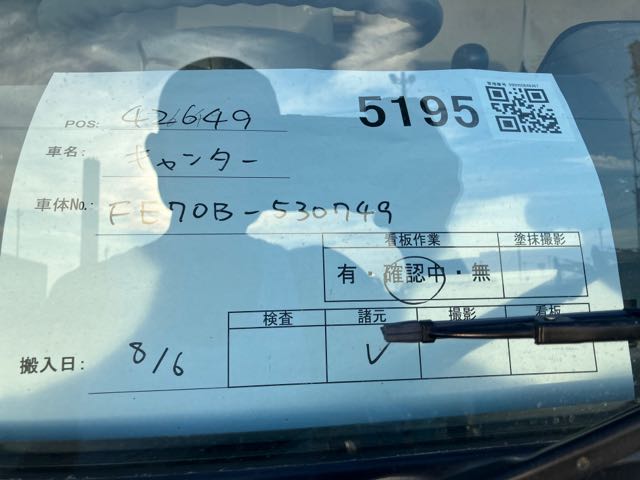 5195
POS: 42649
車名: キャンター
車体No.: FE70B-530749
看板作業 塗抹撮影
有・確認中・無
検査 諸元 撮影 看板
搬入日: 8/6 ✓